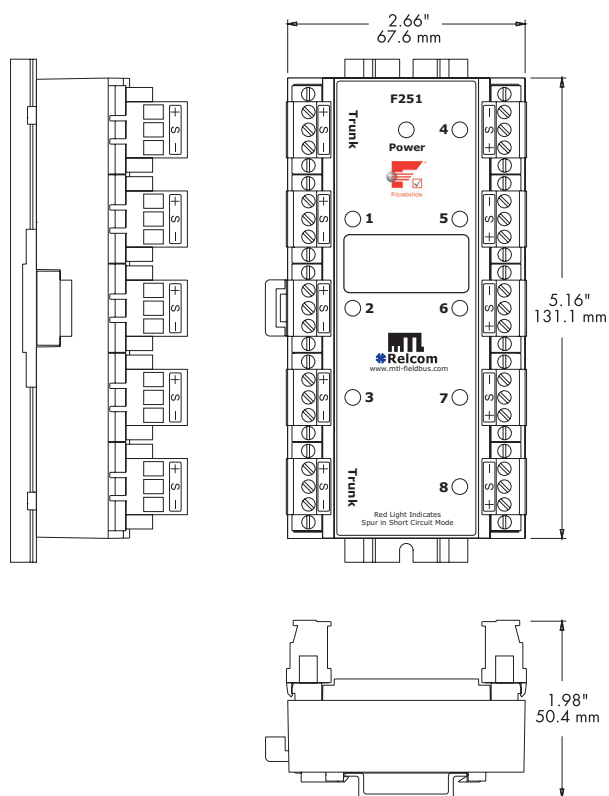 2.66"
67.6 mm
F251
Trunk
Power
4
FOUNDATION
1
5
2
6
5.16"
131.1 mm
MTL
Relcom
www.mtl-fieldbus.com
3
7
Trunk
8
Red Light Indicates
Spur in Short Circuit Mode
+ S −
+ S −
+ S −
+ S −
+ S −
+ S −
+ S −
+ S −
+ S −
+ S −
− S +
− S +
− S +
− S +
− S +
1.98"
50.4 mm